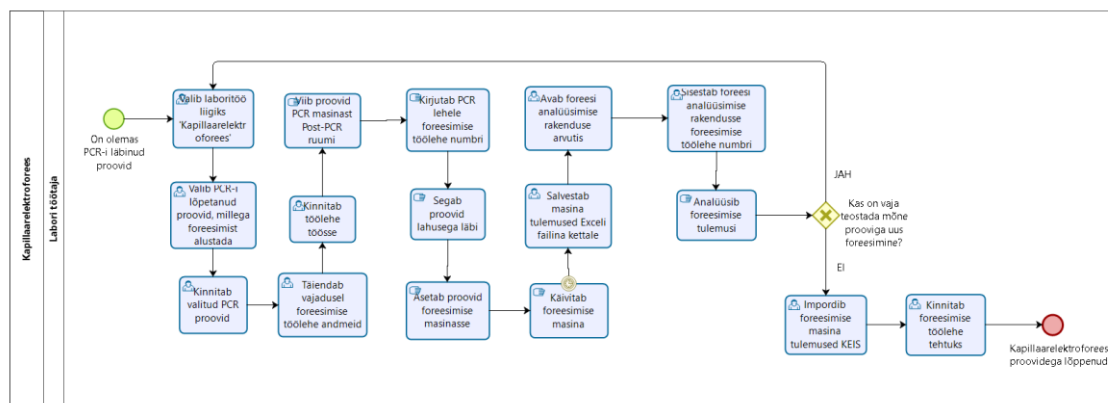 Kapillaarelektroforees
Labori töötaja
On olemas
PCR-i läbinud
proovid
Valib laboritöö
liigiks
'Kapillaarelektr
oforees'
Valib PCR-i
lõpetanud
proovid, millega
foreesimist
alustada
Kinnitab
valitud PCR
proovid
Täiendab
vajadusel
foreesimise
töölehe andmeid
Kinnitab
töölehe
töösse
Viib proovid
PCR masinast
Post-PCR
ruumi
Kirjutab PCR
lehele
foreesimise
töölehe numbri
Segab
proovid
lahusega läbi
Asetab proovid
foreesimise
masinasse
Käivitab
foreesimise
masina
Salvestab
masina
tulemused Exceli
failina kettale
Avab foreesi
analüüsimise
rakenduse
arvutis
Sisestab foreesi
analüüsimise
rakendusse
foreesimise
töölehe numbri
Analüüsib
foreesimise
tulemusi
JAH
Kas on vaja
teostada mõne
prooviga uus
foreesimine?
EI
Impordib
foreesimise
masina
tulemused KEIS
Kinnitab
foreesimise
töölehe
tehtuks
Kapillaarelektroforees
proovidega lõppenud